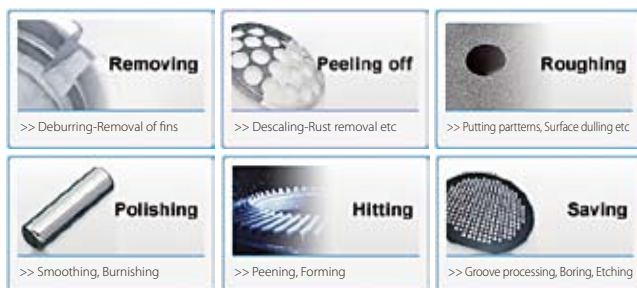 Removing
>> Deburring-Removal of fins
Peeling off
>> Descaling-Rust removal etc
Roughing
>> Putting partterns, Surface dulling etc
Polishing
>> Smoothing, Burnishing
Hitting
>> Peening, Forming
Saving
>> Groove processing, Boring, Etching